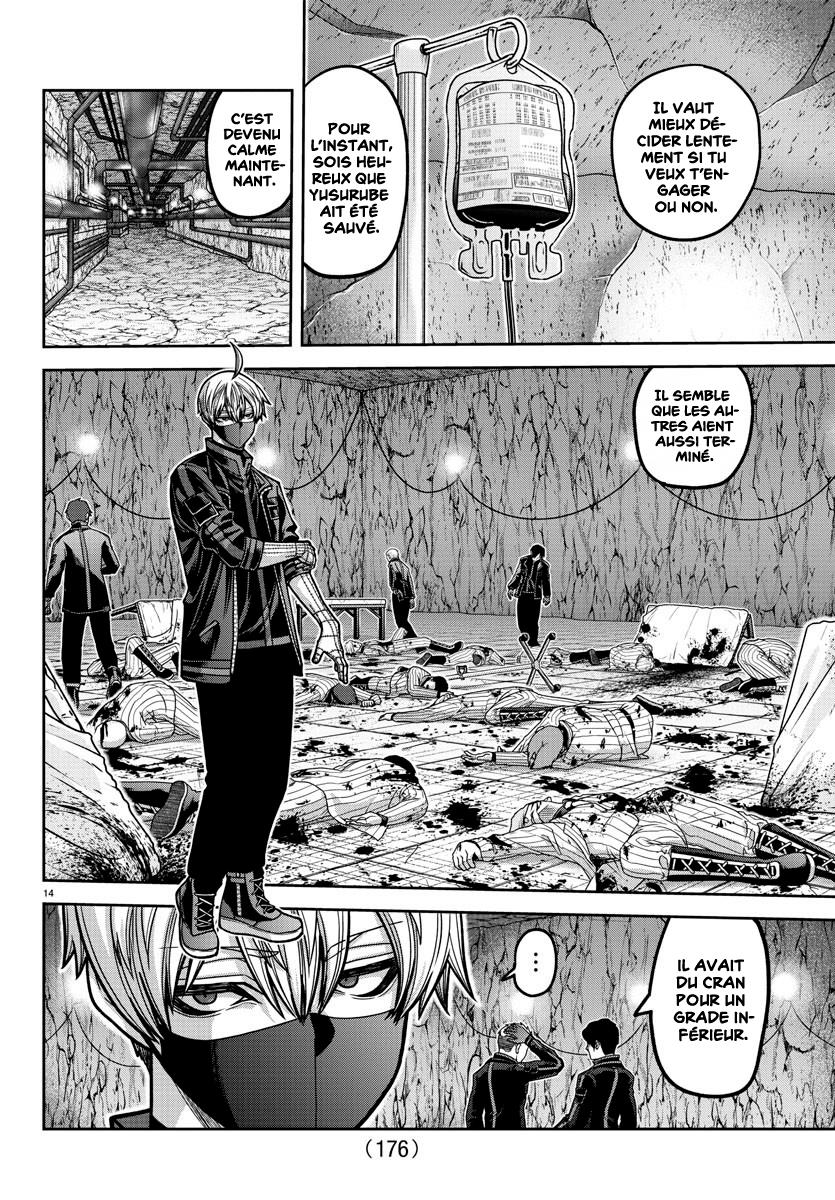 IL VAUT
MIEUX DÉ-
CIDER LENTE-
MENT SI TU
VEUX T'EN-
GAGER
OU NON.
POUR
L'INSTANT,
SOIS HEU-
REUX QUE
YUSURUBE
AIT ÉTÉ
SAUVÉ.
C'EST
DEVENU
CALME
MAINTE-
NANT.
IL SEMBLE
QUE LES AU-
TRES AIENT
AUSSI TER-
MINÉ.
14
IL AVAIT
DU CRAN
POUR UN
GRADE IN-
FÉRIEUR.
...
(176)